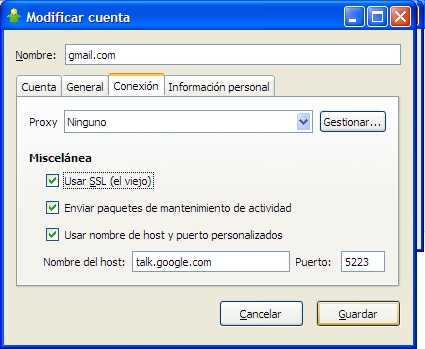 Modificar cuenta
Nombre: gmail.com
Cuenta General Conexión Información personal
Proxy Ninguno Gestionar...
Miscelánea
Usar SSL (el viejo)
Enviar paquetes de mantenimiento de actividad
Usar nombre de host y puerto personalizados
Nombre del host: talk.google.com Puerto: 5223
Cancelar Guardar